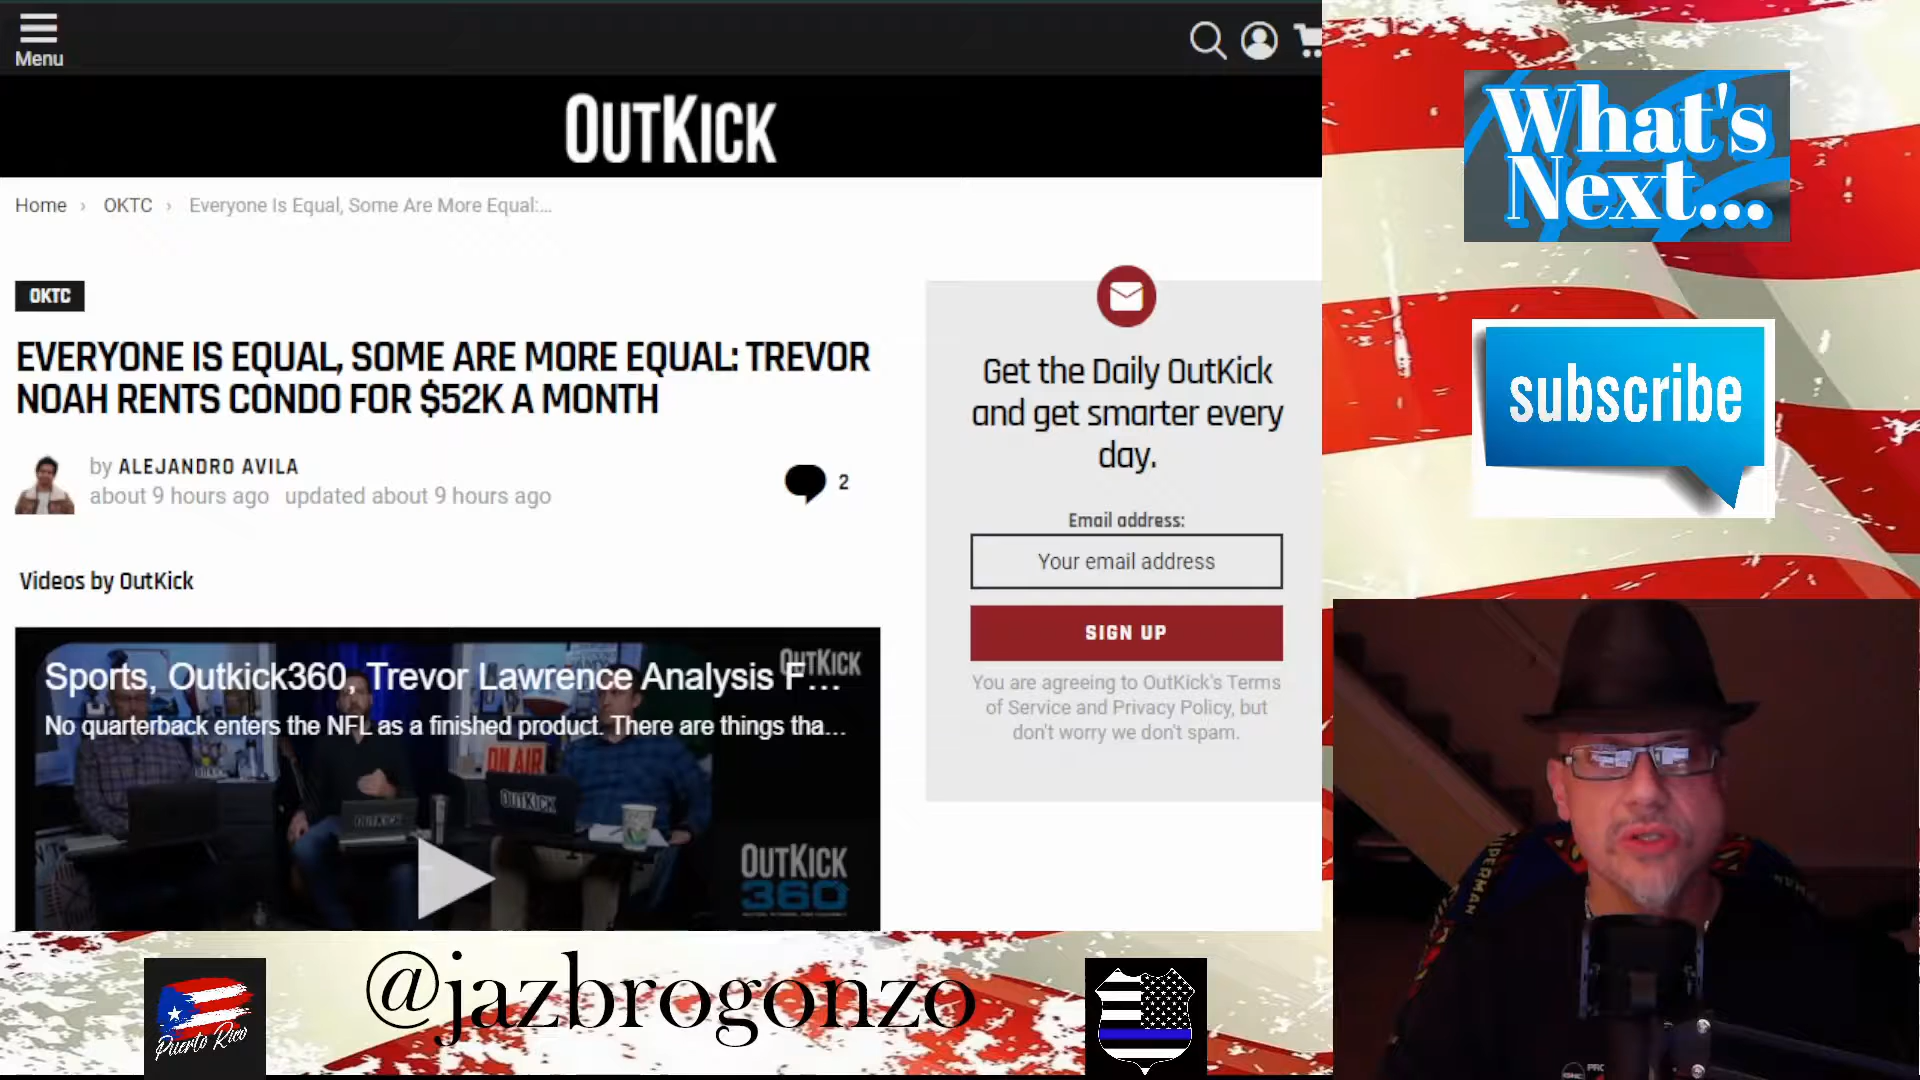 Menu
OUTKICK
Home › OKTC › Everyone Is Equal, Some Are More Equal:...
OKTC
EVERYONE IS EQUAL, SOME ARE MORE EQUAL: TREVOR
NOAH RENTS CONDO FOR $52K A MONTH
by ALEJANDRO AVILA
about 9 hours ago updated about 9 hours ago
2
Videos by OutKick
Sports, Outkick360, Trevor Lawrence Analysis F...
No quarterback enters the NFL as a finished product. There are things tha...
OUTKICK
ON AIR
OUTKICK
OUTKICK
OUTKICK
360
Get the Daily OutKick
and get smarter every
day.
Email address:
Your email address
SIGN UP
You are agreeing to OutKick's Terms
of Service and Privacy Policy, but
don't worry we don't spam.
What's
Next...
subscribe
SUPERMAN
Puerto Rico
@jazbrogonzo